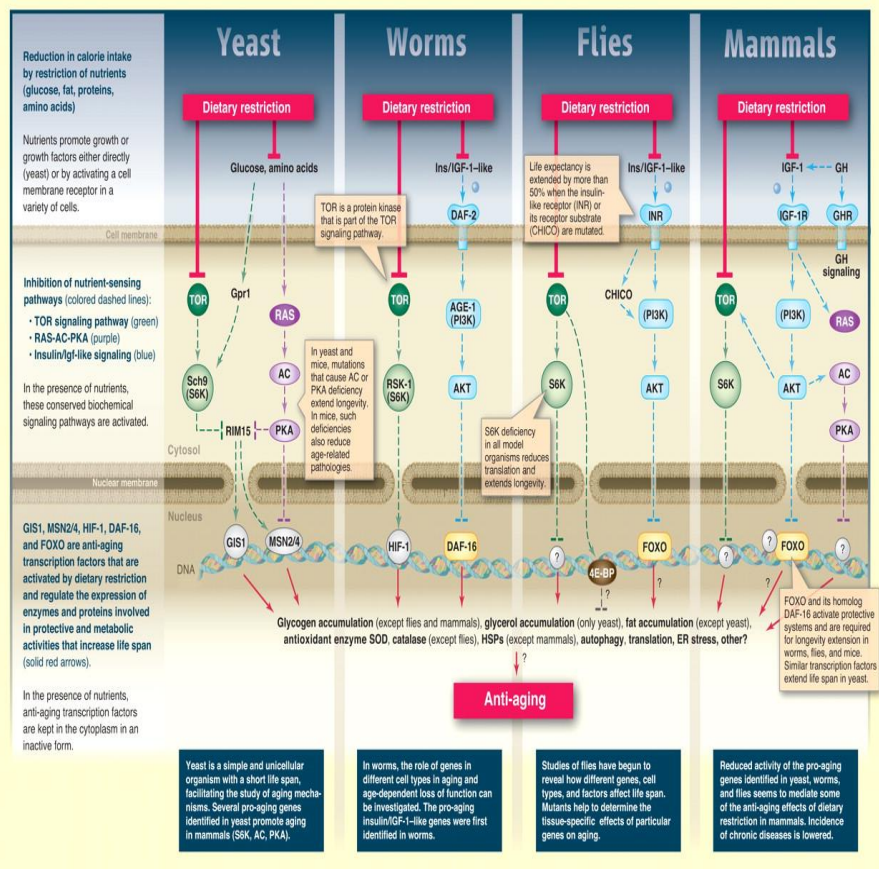 Yeast
Worms
Flies
Mammals
Reduction in calorie intake
by restriction of nutrients
(glucose, fat, proteins,
amino acids)
Nutrients promote growth or
growth factors either directly
(yeast) or by activating a cell
membrane receptor in a
variety of cells.
Cell membrane
Inhibition of nutrient-sensing
pathways (colored dashed lines):
• TOR signaling pathway (green)
• RAS-AC-PKA (purple)
• Insulin/Igf-like signaling (blue)
In the presence of nutrients,
these conserved biochemical
signaling pathways are activated.
Cytosol
Nuclear membrane
Nucleus
GIS1, MSN2/4, HIF-1, DAF-16,
and FOXO are anti-aging
transcription factors that are
activated by dietary restriction
and regulate the expression of
enzymes and proteins involved
in protective and metabolic
activities that increase life span
(solid red arrows).
DNA
In the presence of nutrients,
anti-aging transcription factors
are kept in the cytoplasm in an
inactive form.
Dietary restriction
Glucose, amino acids
TOR
Gpr1
RAS
Sch9
(S6K)
AC
RIM15
PKA
In yeast and
mice, mutations
that cause AC or
PKA deficiency
extend longevity.
In mice, such
deficiencies
also reduce
age-related
pathologies.
GIS1
MSN2/4
Dietary restriction
Ins/IGF-1–like
TOR is a protein kinase
that is part of the TOR
signaling pathway.
DAF-2
TOR
AGE-1
(PI3K)
RSK-1
(S6K)
AKT
HIF-1
DAF-16
Dietary restriction
Ins/IGF-1–like
Life expectancy is
extended by more than
50% when the insulin-
like receptor (INR) or
its receptor substrate
(CHICO) are mutated.
INR
TOR
CHICO
(PI3K)
S6K
AKT
S6K deficiency
in all model
organisms reduces
translation and
extends longevity.
?
4E-BP
?
FOXO
?
Dietary restriction
IGF-1
GH
IGF-1R
GHR
GH
signaling
TOR
(PI3K)
RAS
S6K
AKT
AC
PKA
?
?
FOXO
?
?
?
FOXO and its homolog
DAF-16 activate protective
systems and are required
for longevity extension in
worms, flies, and mice.
Similar transcription factors
extend life span in yeast.
Glycogen accumulation (except flies and mammals), glycerol accumulation (only yeast), fat accumulation (except yeast),
antioxidant enzyme SOD, catalase (except flies), HSPs (except mammals), autophagy, translation, ER stress, other?
?
Anti-aging
Yeast is a simple and unicellular
organism with a short life span,
facilitating the study of aging mecha-
nisms. Several pro-aging genes
identified in yeast promote aging
in mammals (S6K, AC, PKA).
In worms, the role of genes in
different cell types in aging and
age-dependent loss of function can
be investigated. The pro-aging
insulin/IGF-1–like genes were first
identified in worms.
Studies of flies have begun to
reveal how different genes, cell
types, and factors affect life span.
Mutants help to determine the
tissue-specific effects of particular
genes on aging.
Reduced activity of the pro-aging
genes identified in yeast, worms,
and flies seems to mediate some
of the anti-aging effects of dietary
restriction in mammals. Incidence
of chronic diseases is lowered.